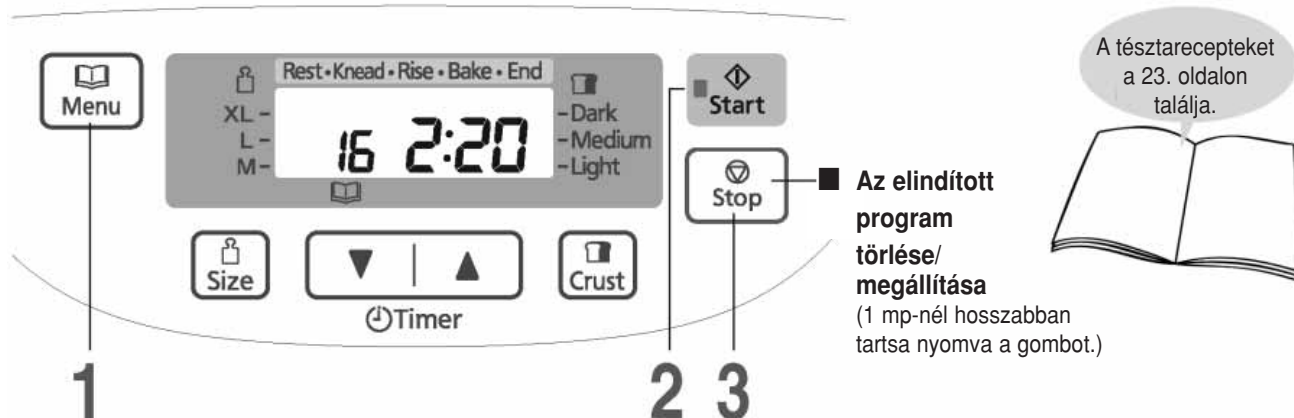 Menu
Rest • Knead • Rise • Bake • End
XL –
L –
M –
16 2:20
– Dark
– Medium
– Light
Start
Stop
Size
Timer
Crust
1
2
3
■ Az elindított
program
törlése/
megállítása
(1 mp-nél hosszabban
tartsa nyomva a gombot.)
A tésztarecepteket
a 23. oldalon
találja.